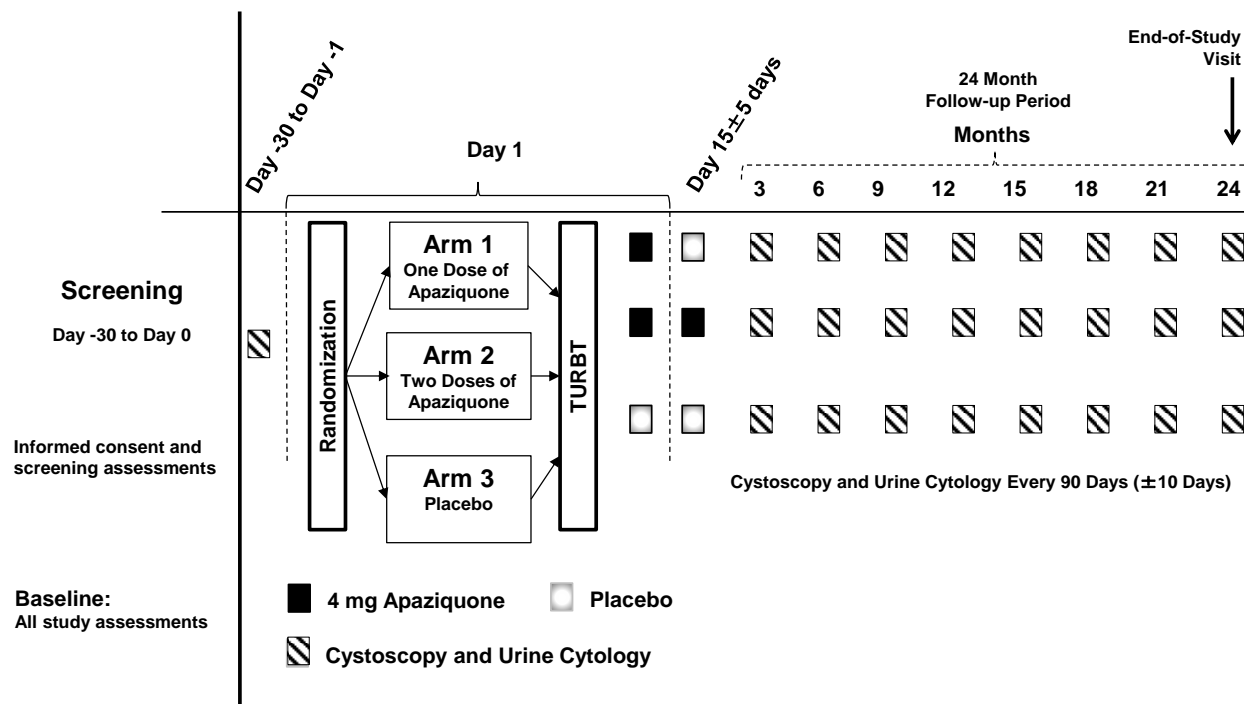 Day -30 to Day -1
Day 1
Day 15±5 days
24 Month
Follow-up Period
Months
End-of-Study
Visit
3 6 9 12 15 18 21 24
Screening
Day -30 to Day 0
Informed consent and
screening assessments
Baseline:
All study assessments
Randomization
Arm 1
One Dose of
Apaziquone
Arm 2
Two Doses of
Apaziquone
Arm 3
Placebo
TURBT
Cystoscopy and Urine Cytology Every 90 Days (±10 Days)
4 mg Apaziquone
Placebo
Cystoscopy and Urine Cytology